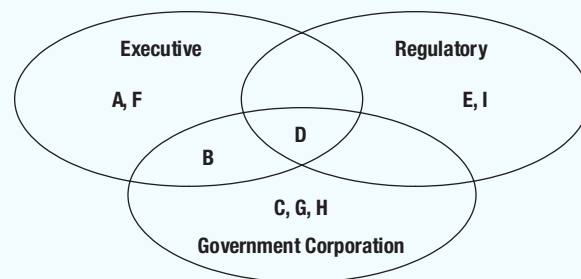 Executive
Regulatory
A, F
E, I
D
B
C, G, H
Government Corporation